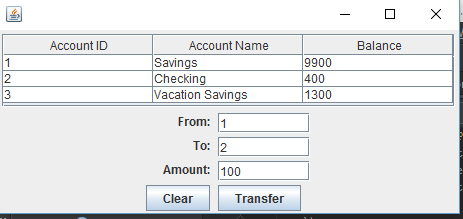 Account ID Account Name Balance
1 Savings 9900
2 Checking 400
3 Vacation Savings 1300
From: 1
To: 2
Amount: 100
Clear Transfer